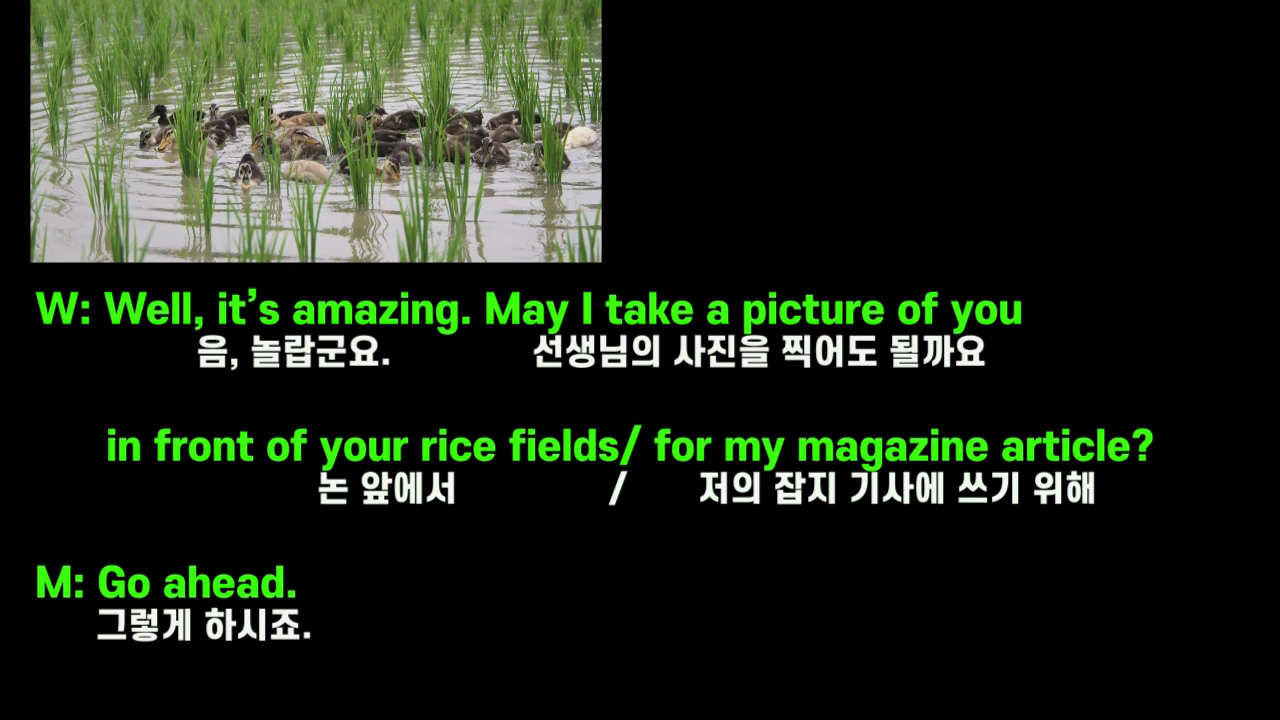 W: Well, it's amazing. May I take a picture of you
음, 놀랍군요. 선생님의 사진을 찍어도 될까요
in front of your rice fields/ for my magazine article?
논 앞에서 / 저의 잡지 기사에 쓰기 위해
M: Go ahead.
그렇게 하시죠.